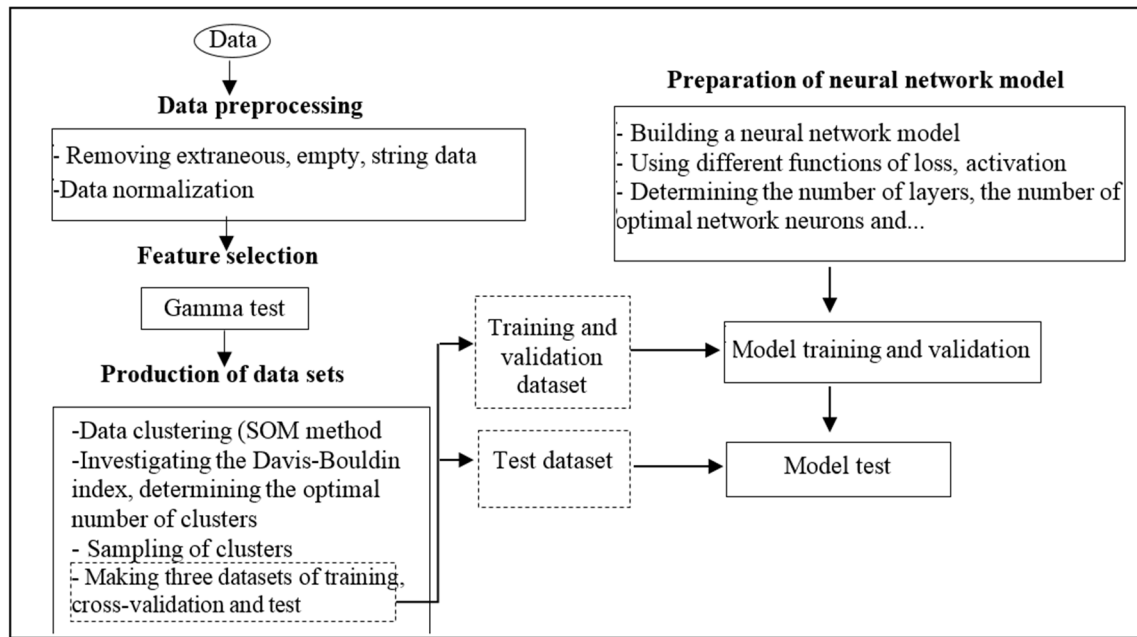 Data
Data preprocessing
- Removing extraneous, empty, string data
-Data normalization
Feature selection
Gamma test
Production of data sets
-Data clustering (SOM method
-Investigating the Davis-Bouldin
index, determining the optimal
number of clusters
- Sampling of clusters
- Making three datasets of training,
cross-validation and test
Training and
validation
dataset
Test dataset
Preparation of neural network model
- Building a neural network model
- Using different functions of loss, activation
- Determining the number of layers, the number of
optimal network neurons and...
Model training and validation
Model test